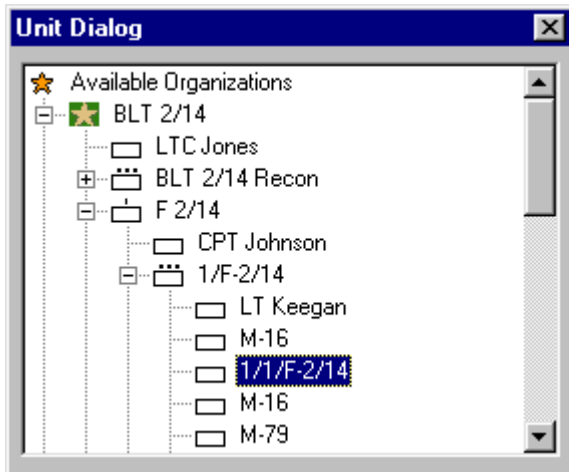 Unit Dialog
Available Organizations
BLT 2/14
LTC Jones
BLT 2/14 Recon
F 2/14
CPT Johnson
1/F-2/14
LT Keegan
M-16
1/1/F-2/14
M-16
M-79